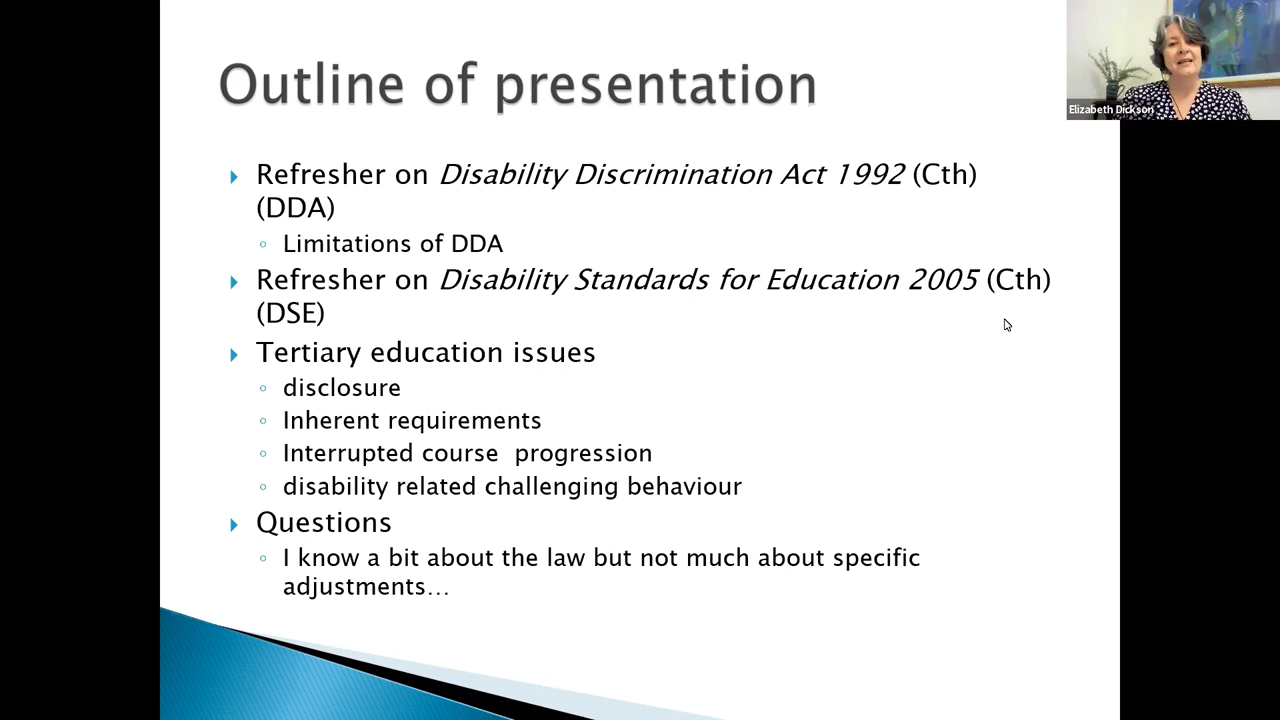 Outline of presentation
Elizabeth Dickson
Refresher on Disability Discrimination Act 1992 (Cth)
(DDA)
Limitations of DDA
Refresher on Disability Standards for Education 2005 (Cth)
(DSE)
Tertiary education issues
disclosure
Inherent requirements
Interrupted course  progression
disability related challenging behaviour
Questions
I know a bit about the law but not much about specific
adjustments…